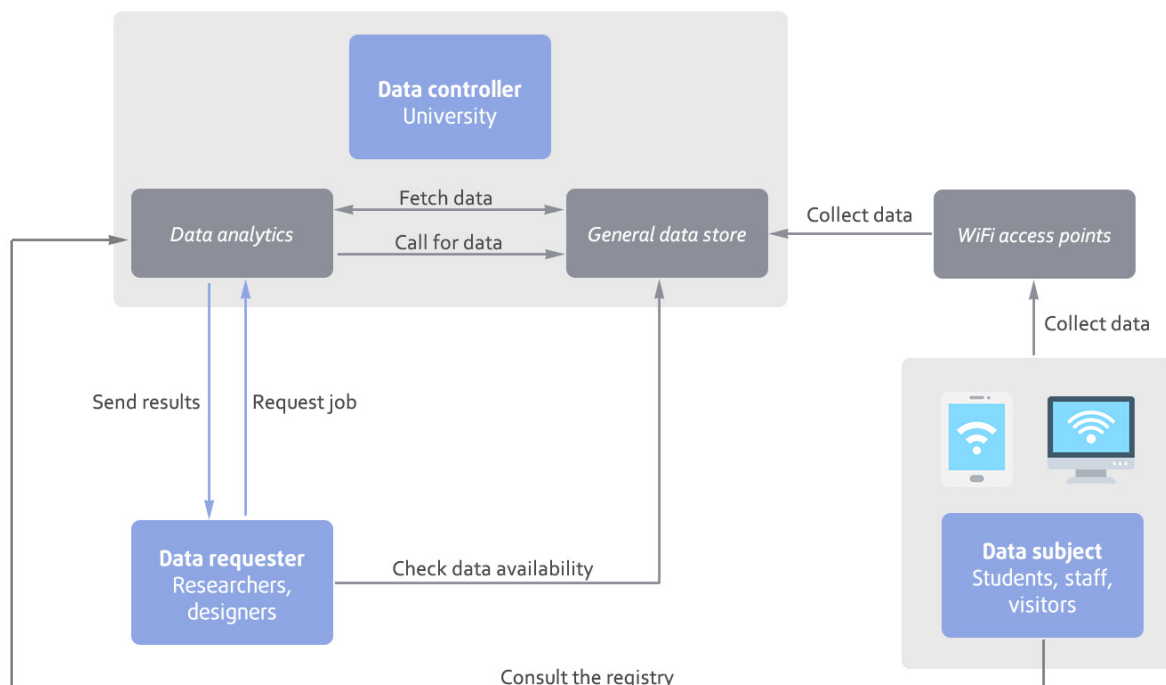 Data controller
University
Fetch data
Data analytics
General data store
Call for data
Collect data
WiFi access points
Collect data
Send results
Request job
Data requester
Researchers,
designers
Check data availability
Data subject
Students, staff,
visitors
Consult the registry